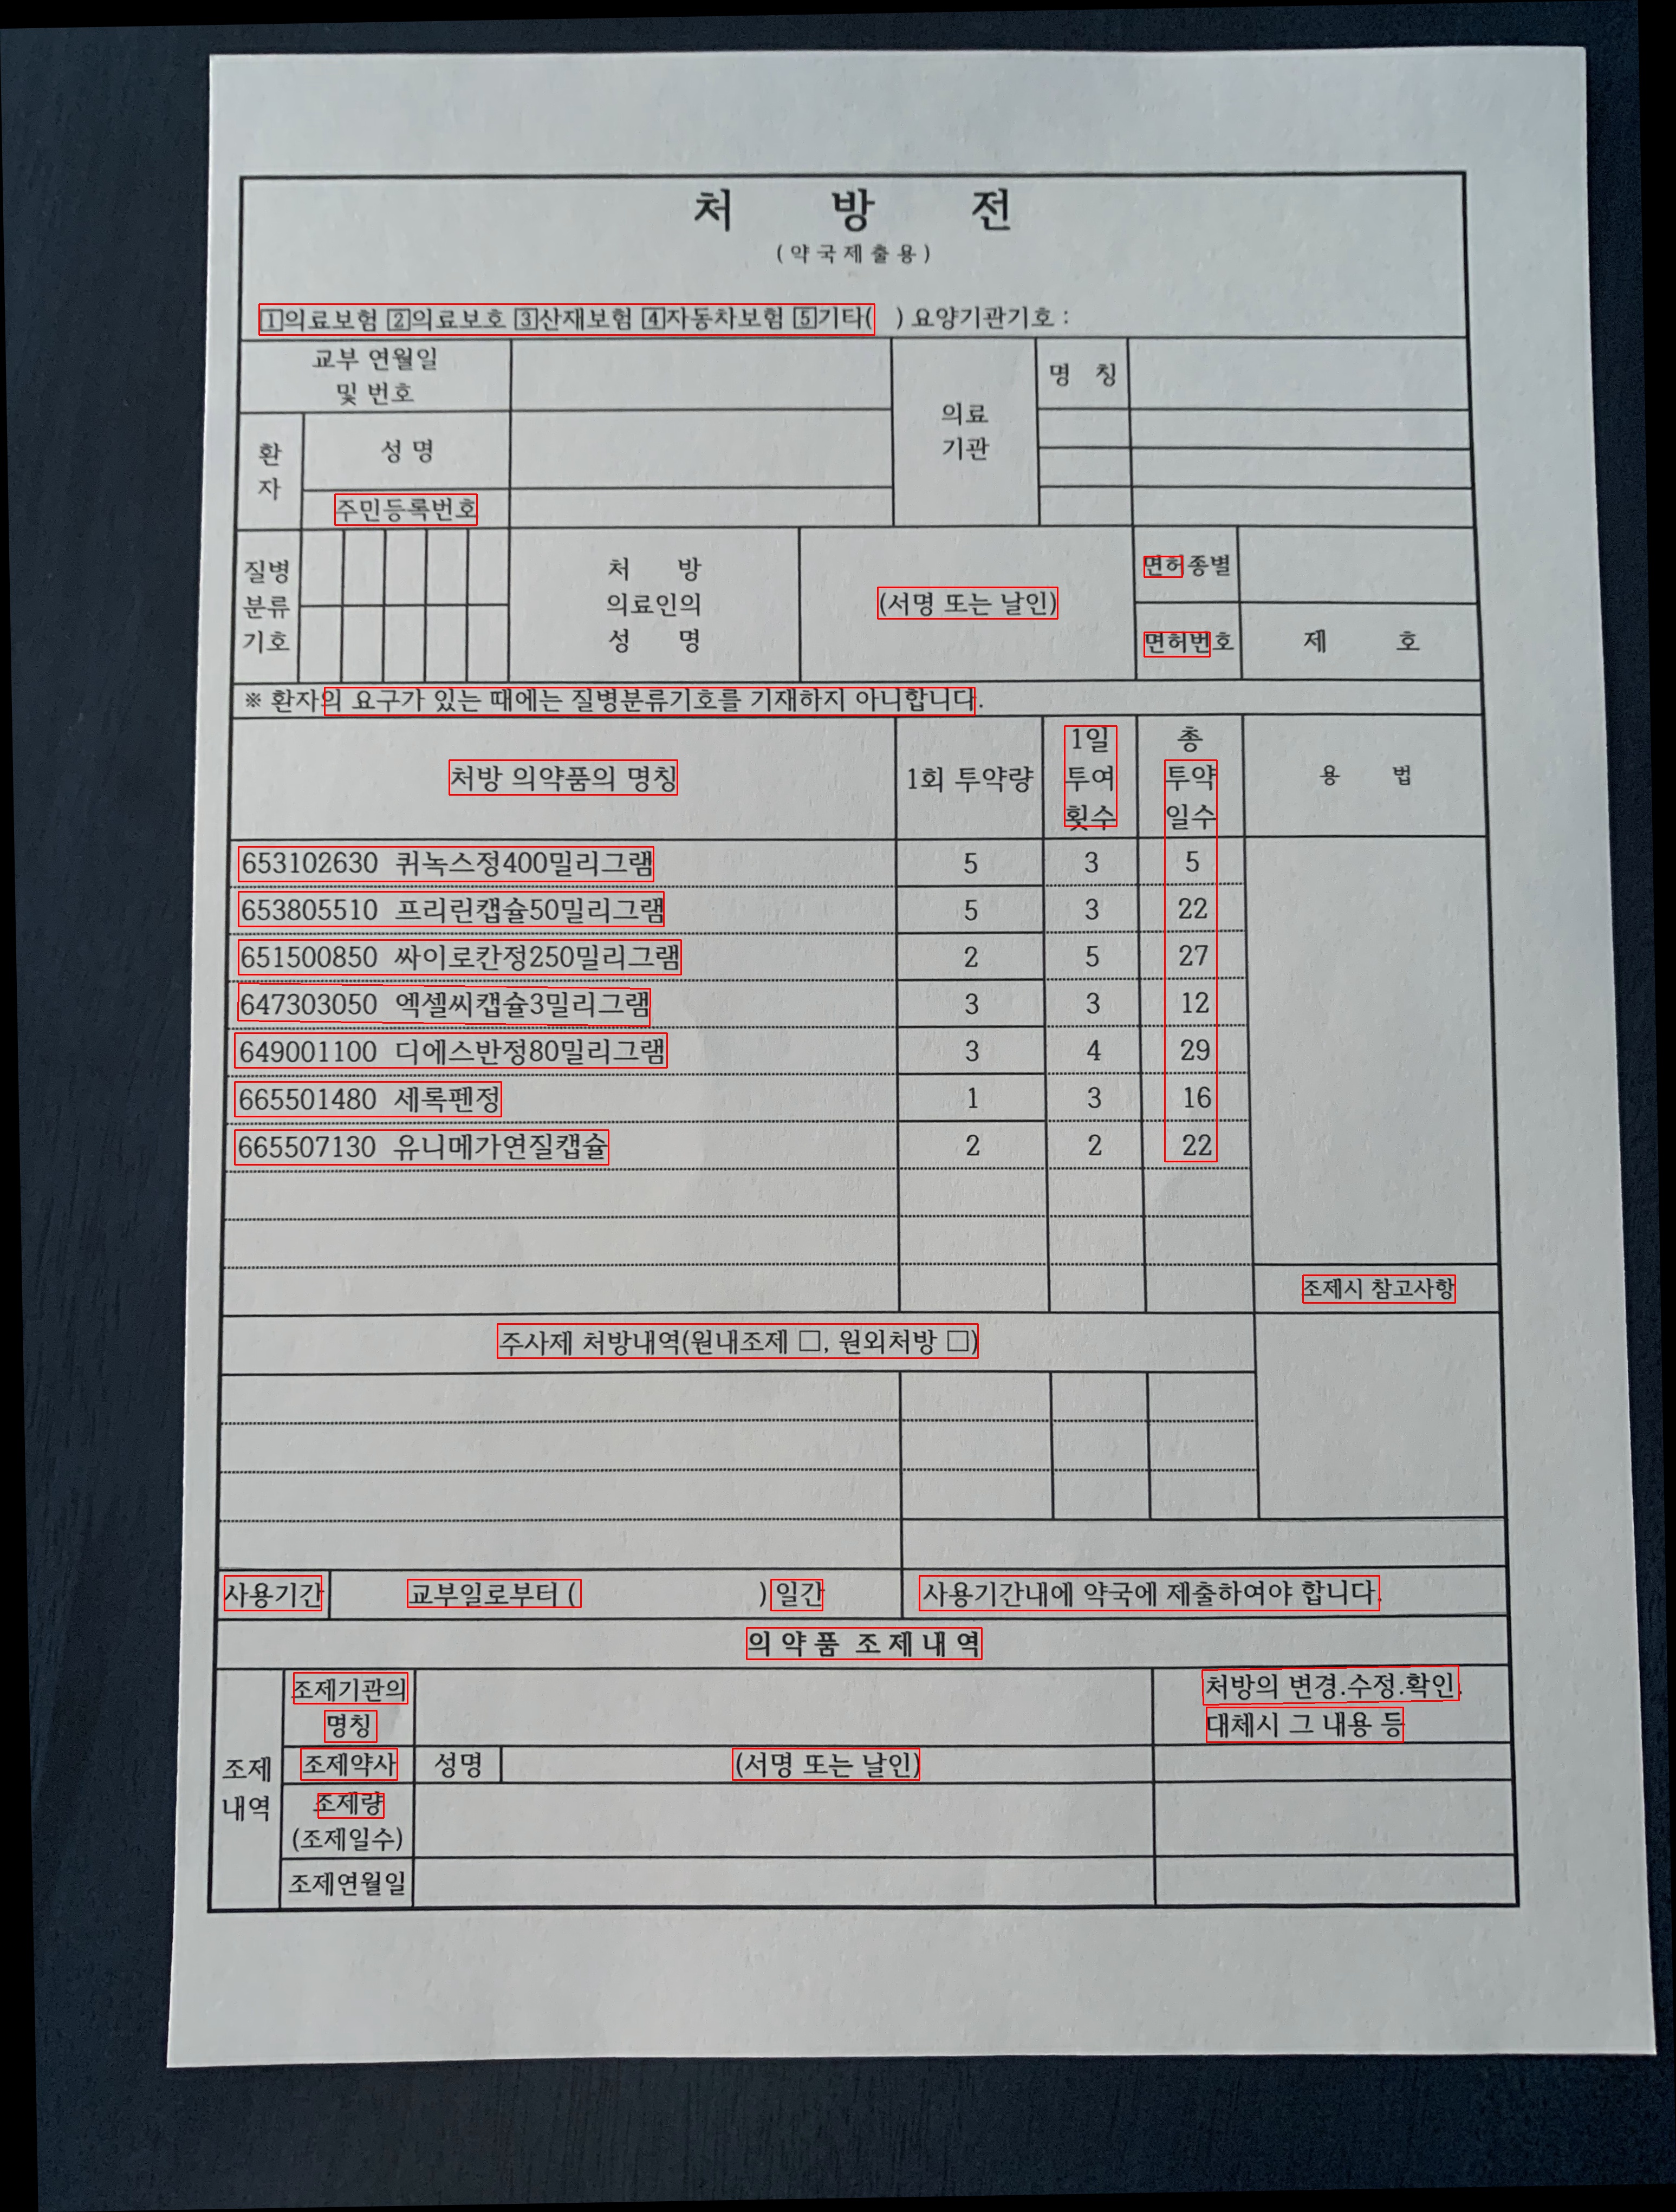 처 방 전
(약국제출용)
1의료보험 2의료보호 3산재보험 4자동차보험 5기타( ) 요양기관기호 :
교부 연월일
및 번호
의료
기관
명 칭
환
자
성 명
주민등록번호
질병
분류
기호
처 방
의료인의
성 명
(서명 또는 날인)
면허종별
면허번호
제 호
※ 환자의 요구가 있는 때에는 질병분류기호를 기재하지 아니합니다.
처방 의약품의 명칭
1회 투약량
1일
투여
횟수
총
투약
일수
용 법
653102630 퀴녹스정400밀리그램 5 3 5
653805510 프리린캡슐50밀리그램 5 3 22
651500850 싸이로칸정250밀리그램 2 5 27
647303050 엑셀씨캡슐3밀리그램 3 3 12
649001100 디에스반정80밀리그램 3 4 29
665501480 세록펜정 1 3 16
665507130 유니메가연질캡슐 2 2 22
조제시 참고사항
주사제 처방내역(원내조제 □, 원외처방 □)
사용기간
교부일로부터 ( ) 일간
사용기간내에 약국에 제출하여야 합니다.
의 약 품 조 제 내 역
조제
내역
조제기관의
명칭
처방의 변경.수정.확인.
대체시 그 내용 등
조제약사
성명
(서명 또는 날인)
조제량
(조제일수)
조제연월일